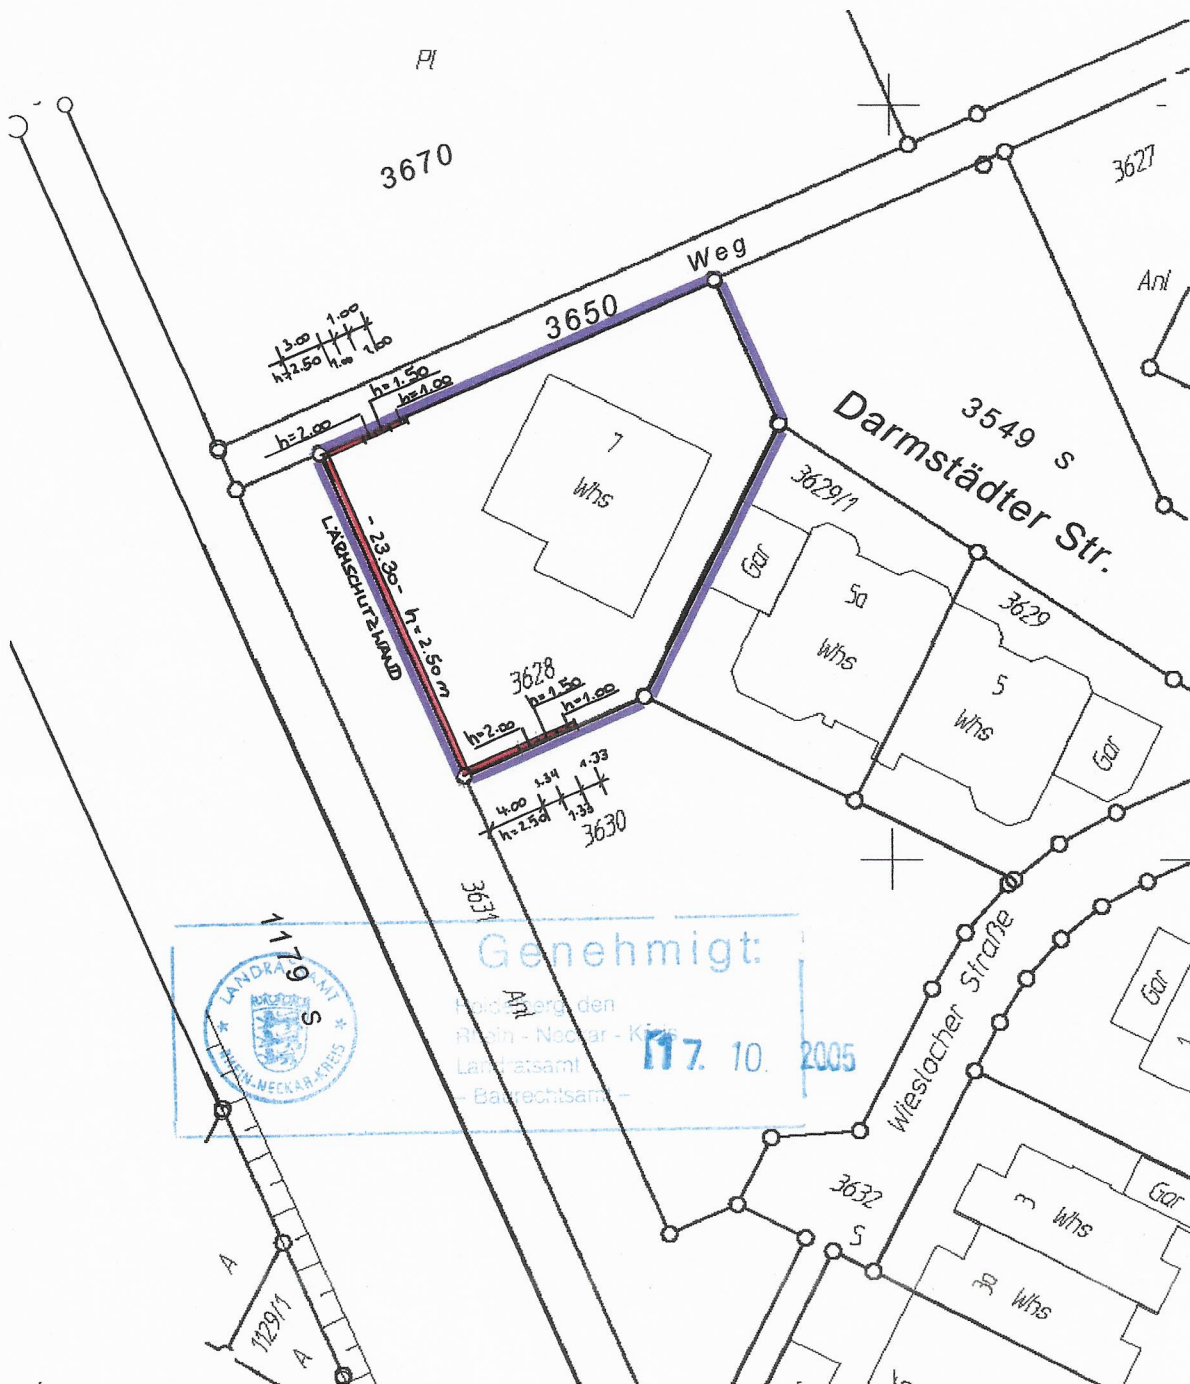 Pl
3670
3627
Weg
Anl
3650
3.00
1.00
h=2.50
1.00
1.00
h=1.50
h=1.00
h=2.00
7
Whs
3549 S
Darmstädter Str.
3629/1
Gar
5a
Whs
3629
5
Whs
Gar
- 23.30 - h = 2.50 m
LÄRMSCHUTZWAND
3628
h=1.50
h=1.00
h=2.00
4.00
1.34
1.33
h=2.50
1.33
3630
3631
Anl
1179 S
Genehmigt:
Heidelberg, den
Rhein - Neckar - Kreis
Landratsamt
- Baurechtsamt -
17. 10. 2005
LANDRATSAMT
RHEIN-NECKAR-KREIS
Wieslocher Straße
Gar
1
3632
S
3 Whs
Gar
3a Whs
A
1129/1
A